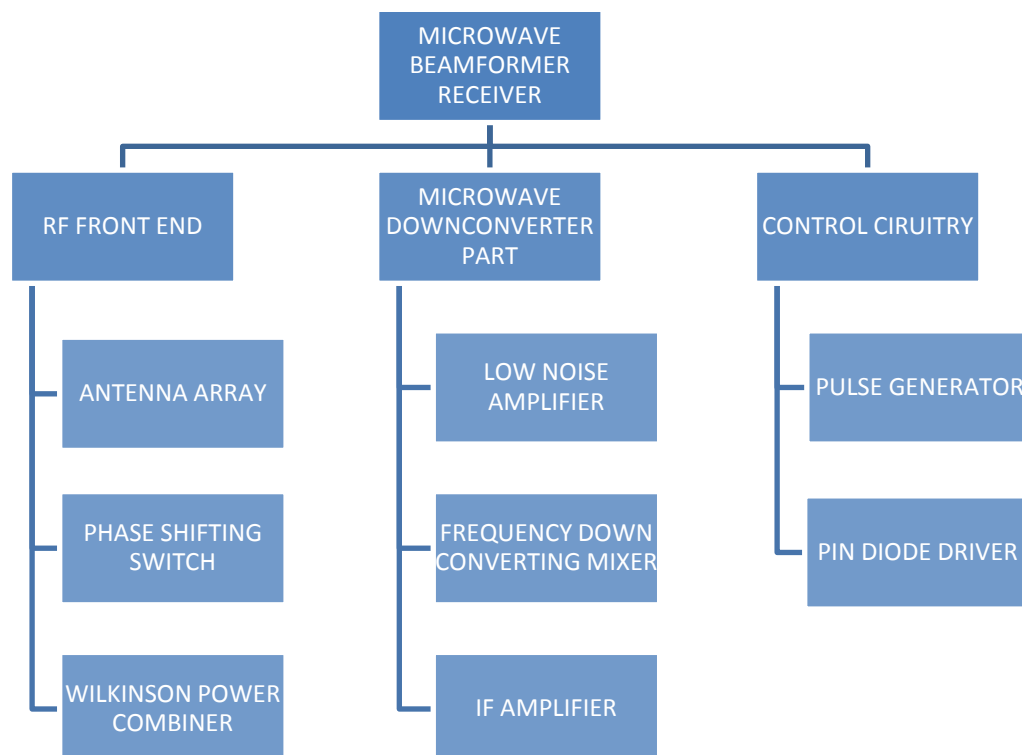 MICROWAVE
BEAMFORMER
RECEIVER
RF FRONT END
MICROWAVE
DOWNCONVERTER
PART
CONTROL CIRUITRY
ANTENNA ARRAY
PHASE SHIFTING
SWITCH
WILKINSON POWER
COMBINER
LOW NOISE
AMPLIFIER
FREQUENCY DOWN
CONVERTING MIXER
IF AMPLIFIER
PULSE GENERATOR
PIN DIODE DRIVER